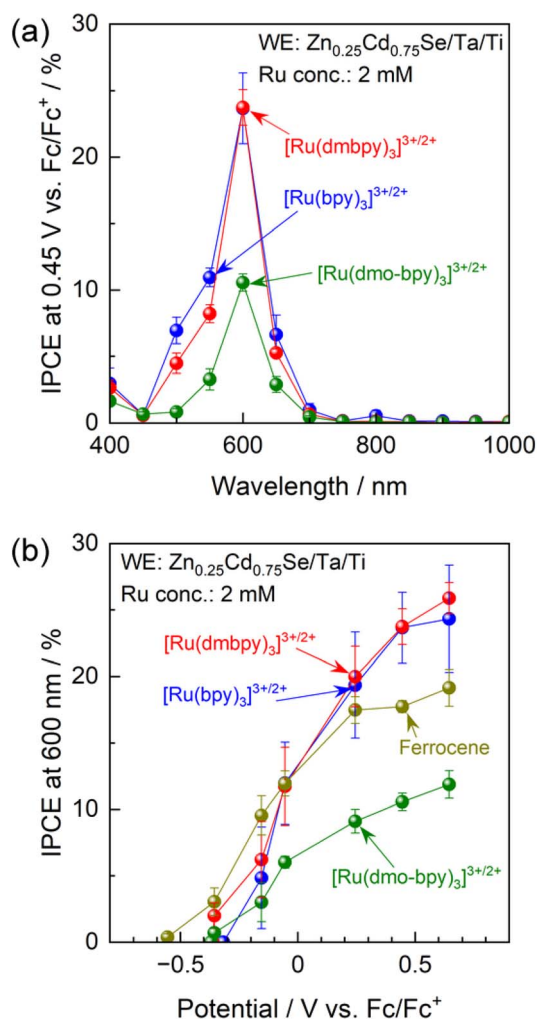 (a)
30
20
10
0
IPCE at 0.45 V vs. Fc/Fc⁺ / %
WE: Zn₀.₂₅Cd₀.₇₅Se/Ta/Ti
Ru conc.: 2 mM
[Ru(dmbpy)₃]³⁺/²⁺
[Ru(bpy)₃]³⁺/²⁺
[Ru(dmo-bpy)₃]³⁺/²⁺
400 500 600 700 800 900 1000
Wavelength / nm
(b)
30
20
10
0
IPCE at 600 nm / %
WE: Zn₀.₂₅Cd₀.₇₅Se/Ta/Ti
Ru conc.: 2 mM
[Ru(dmbpy)₃]³⁺/²⁺
[Ru(bpy)₃]³⁺/²⁺
Ferrocene
[Ru(dmo-bpy)₃]³⁺/²⁺
−0.5 0 0.5
Potential / V vs. Fc/Fc⁺